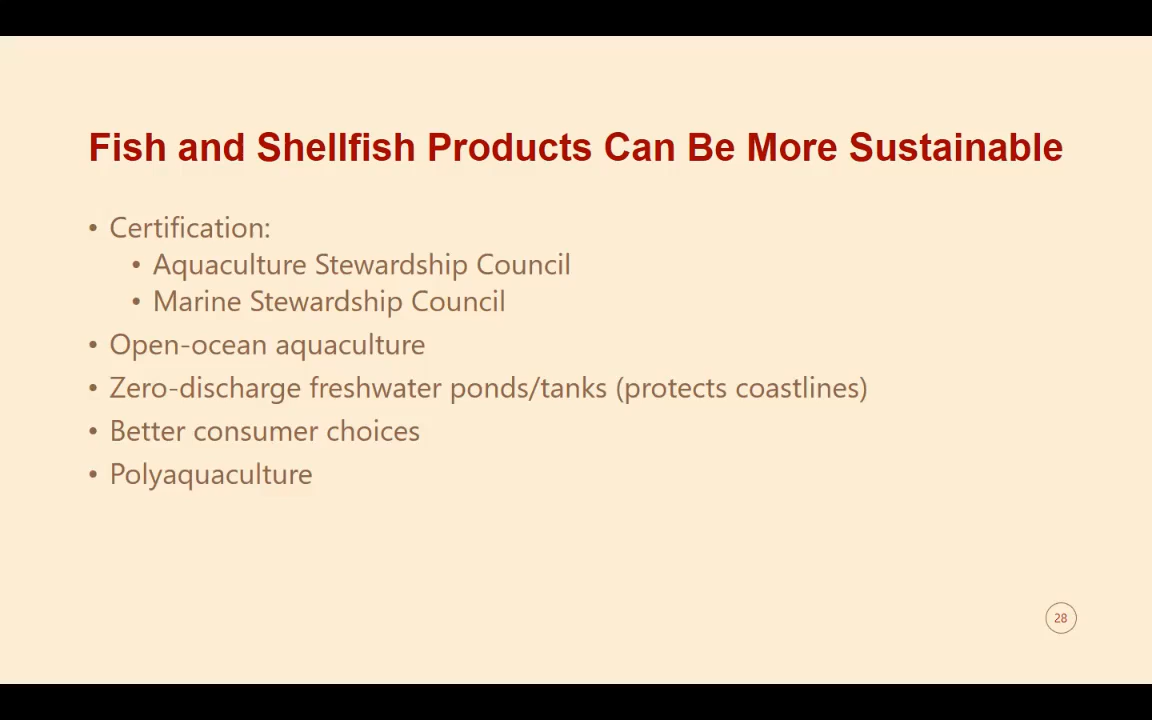 Fish and Shellfish Products Can Be More Sustainable
• Certification:
• Aquaculture Stewardship Council
• Marine Stewardship Council
• Open-ocean aquaculture
• Zero-discharge freshwater ponds/tanks (protects coastlines)
• Better consumer choices
• Polyaquaculture
28